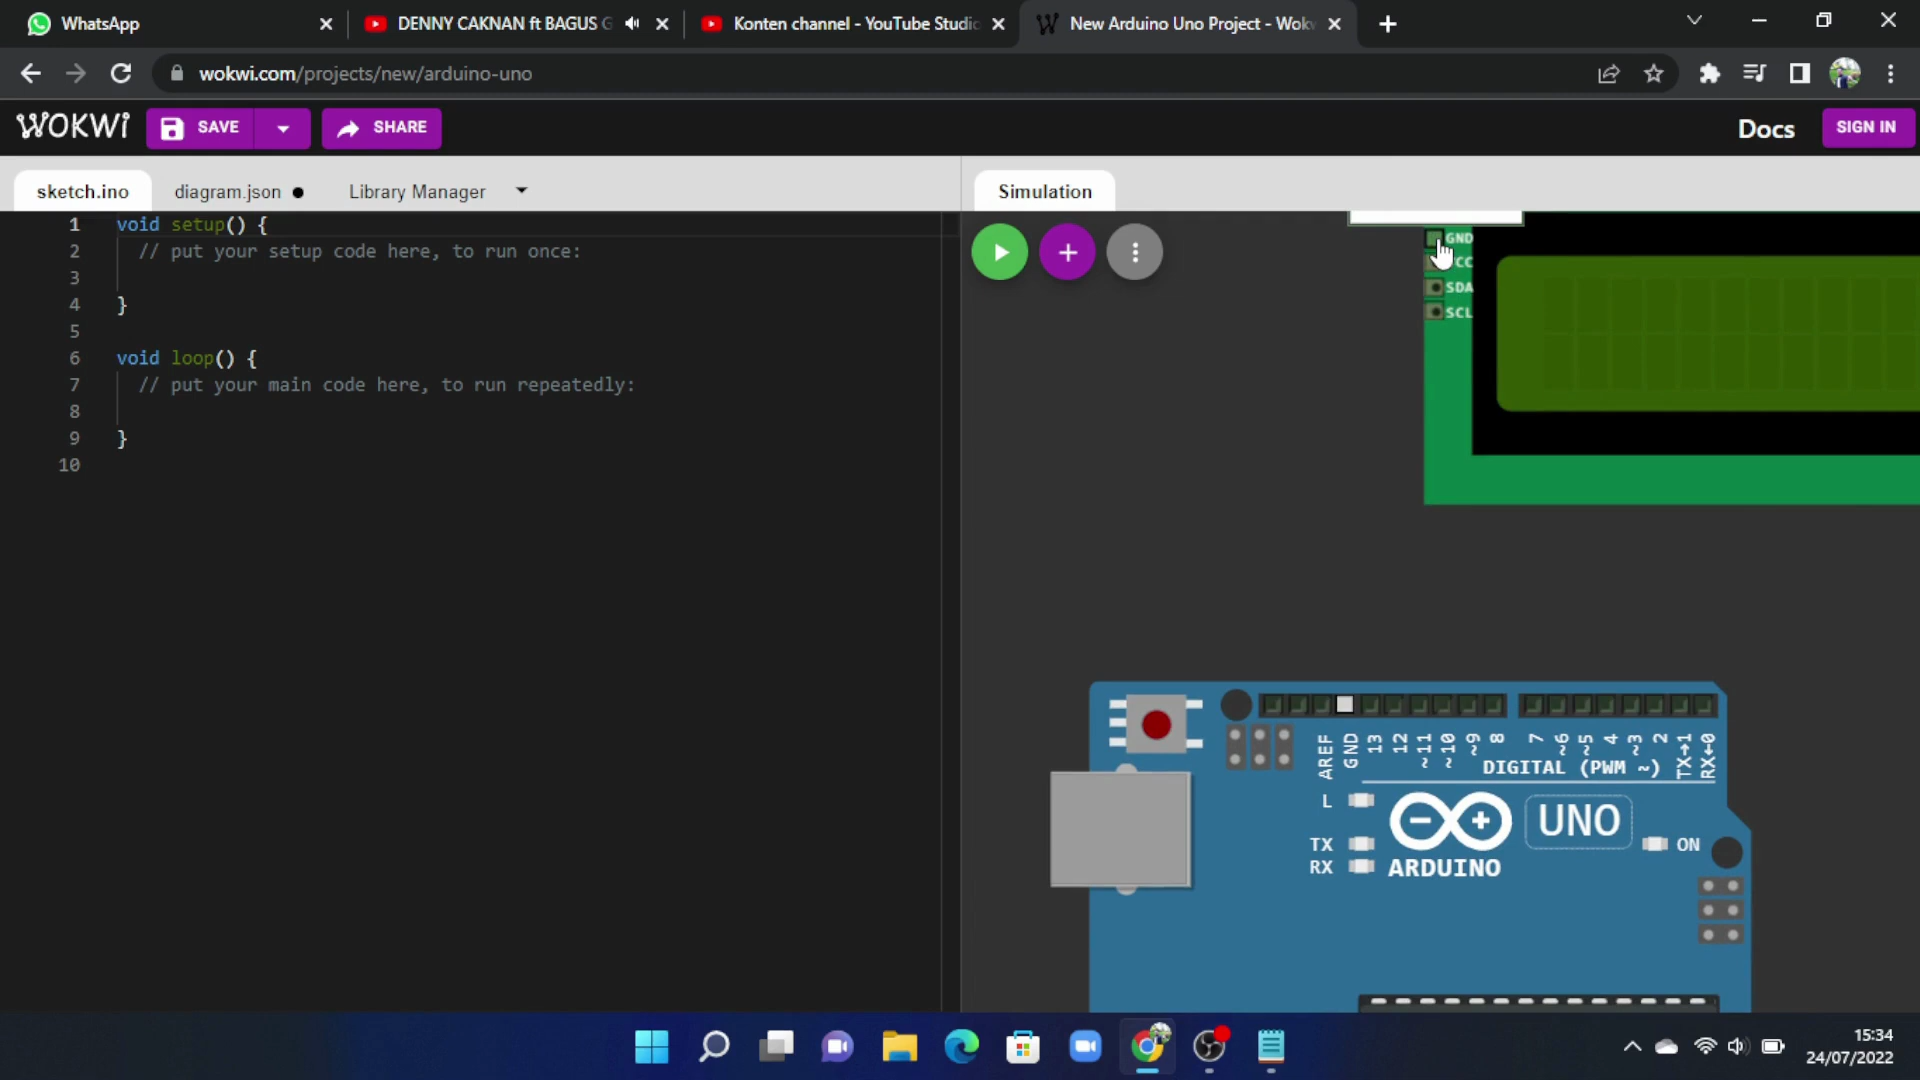 WhatsApp
DENNY CAKNAN ft BAGUS G
Konten channel - YouTube Studio
New Arduino Uno Project - Wokw
wokwi.com/projects/new/arduino-uno
WOKWI
SAVE
SHARE
Docs
SIGN IN
sketch.ino
diagram.json
Library Manager
Simulation
1 void setup() {
2 // put your setup code here, to run once:
3
4 }
5
6 void loop() {
7 // put your main code here, to run repeatedly:
8
9 }
10
GND
SDA
SCL
AREF
GND
13
12
~11
~10
~9
8
7
~6
~5
4
~3
2
TX→1
RX←0
DIGITAL (PWM ~)
L
TX
RX
UNO
ARDUINO
ON
15:34
24/07/2022